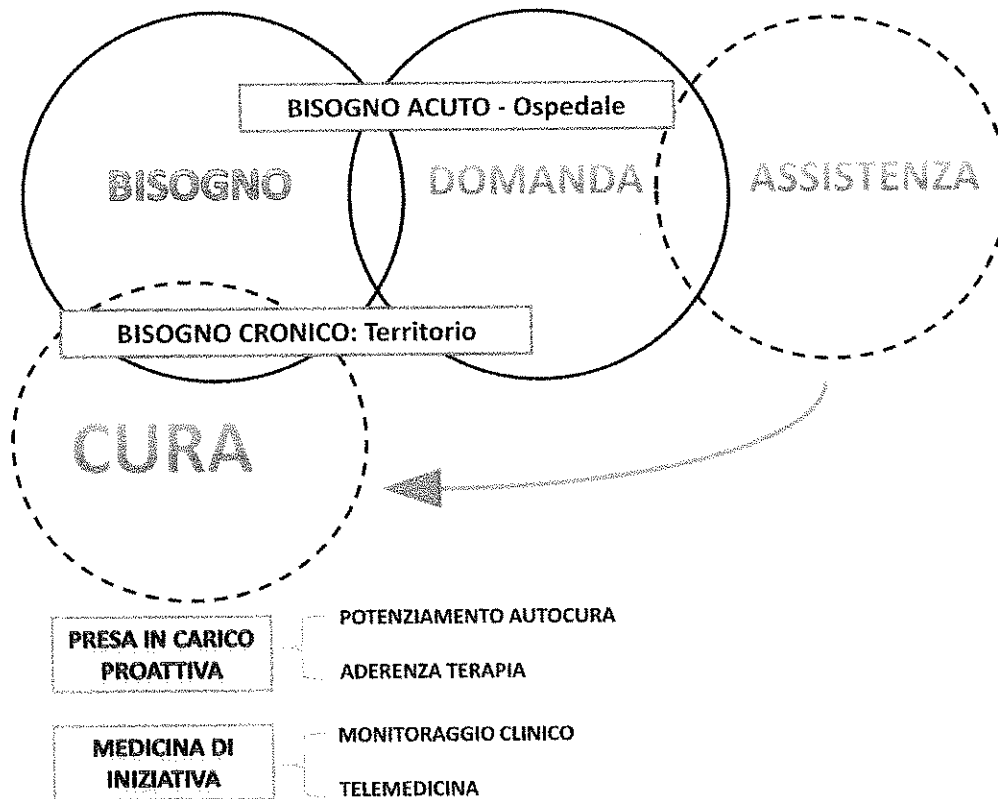 BISOGNO ACUTO - Ospedale
BISOGNO
DOMANDA
ASSISTENZA
BISOGNO CRONICO: Territorio
CURA
PRESA IN CARICO
PROATTIVA
POTENZIAMENTO AUTOCURA
ADERENZA TERAPIA
MEDICINA DI
INIZIATIVA
MONITORAGGIO CLINICO
TELEMEDICINA